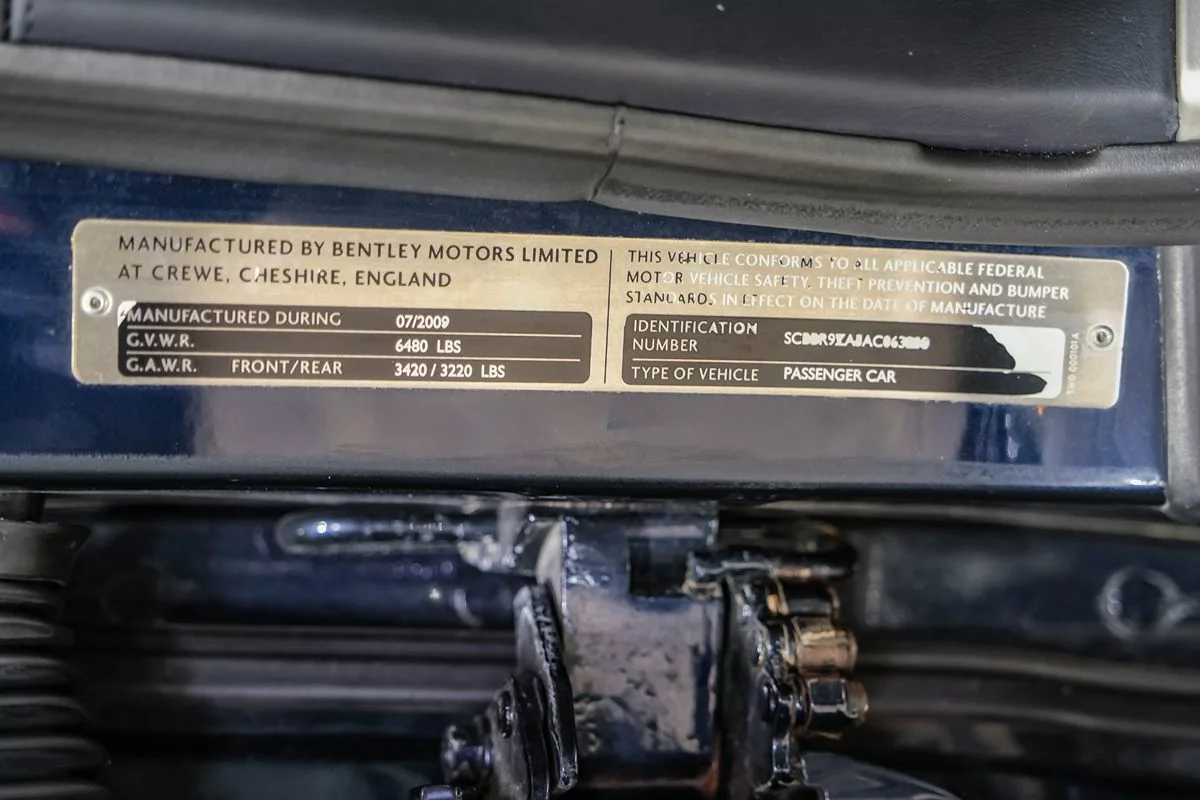 MANUFACTURED BY BENTLEY MOTORS LIMITED
AT CREWE, CHESHIRE, ENGLAND
MANUFACTURED DURING 07/2009
G.V.W.R. 6480 LBS
G.A.W.R. FRONT/REAR 3420 / 3220 LBS
THIS VEHICLE CONFORMS TO ALL APPLICABLE FEDERAL
MOTOR VEHICLE SAFETY, THEFT PREVENTION AND BUMPER
STANDARDS IN EFFECT ON THE DATE OF MANUFACTURE
IDENTIFICATION
NUMBER
TYPE OF VEHICLE PASSENGER CAR